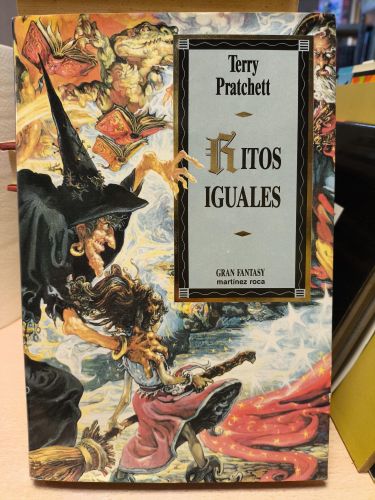 Terry
Pratchett
RITOS
IGUALES
GRAN FANTASY
martínez roca